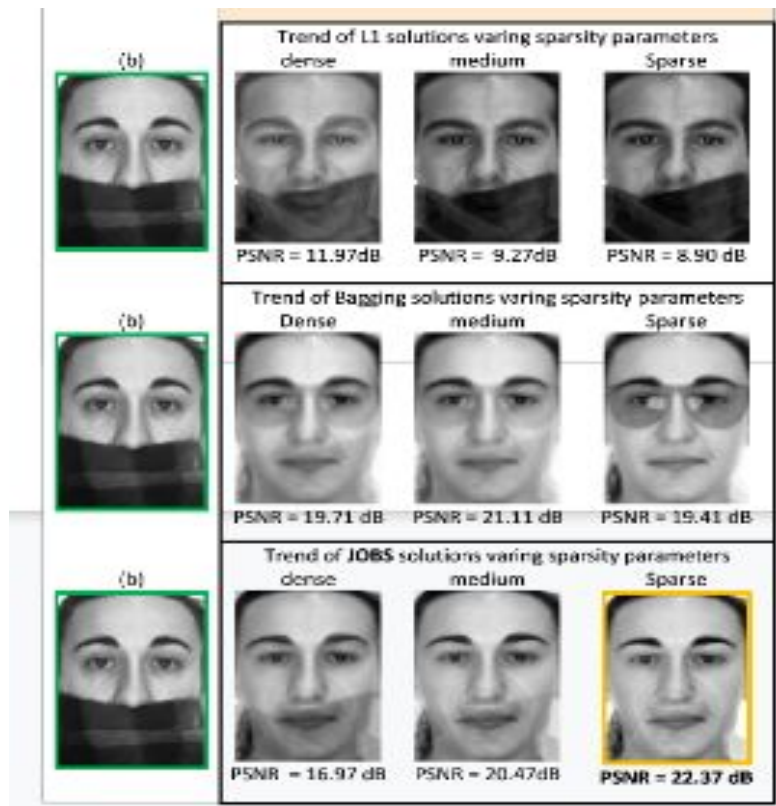 Trend of L1 solutions varing sparsity parameters
(b) dense medium Sparse
PSNR = 11.97dB PSNR = 9.27dB PSNR = 8.90 dB
Trend of Bagging solutions varing sparsity parameters
(b) Dense medium Sparse
PSNR = 19.71 dB PSNR = 21.11 dB PSNR = 19.41 dB
Trend of JOBS solutions varing sparsity parameters
(b) dense medium Sparse
PSNR = 16.97 dB PSNR = 20.47dB PSNR = 22.37 dB